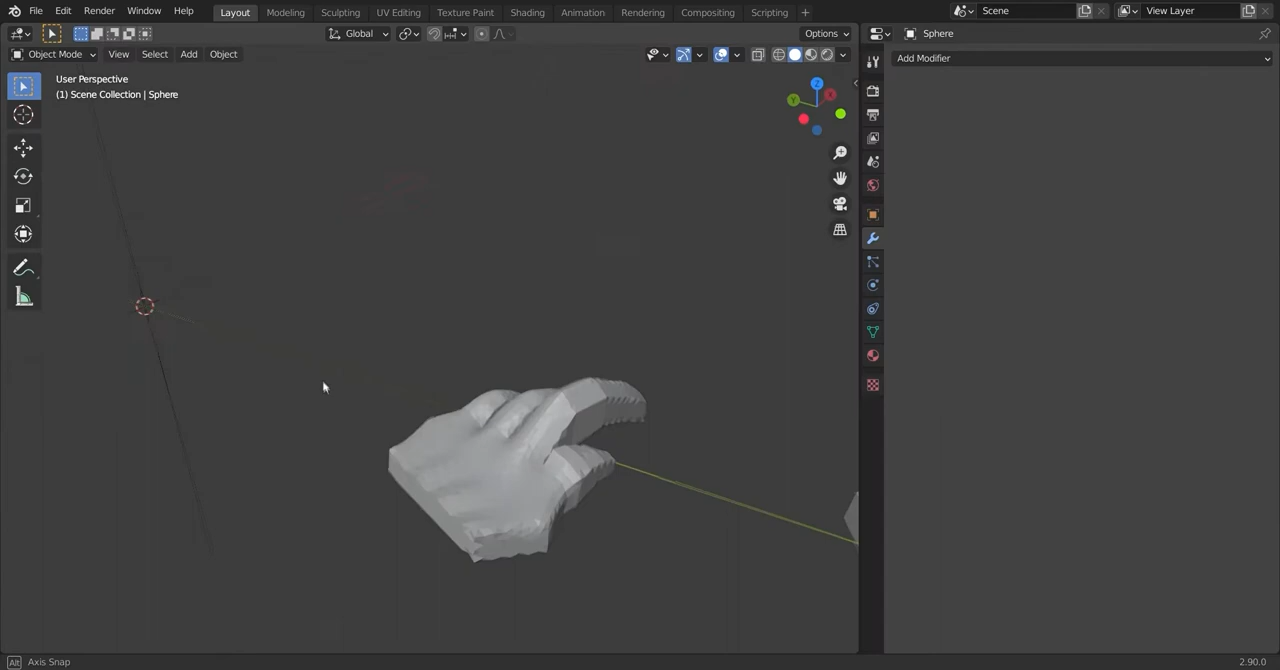 File Edit Render Window Help Layout Modeling Sculpting UV Editing Texture Paint Shading Animation Rendering Compositing Scripting + Scene View Layer
Global Options Sphere
Object Mode View Select Add Object Add Modifier
User Perspective
(1) Scene Collection | Sphere
Z
X
Y
Alt Axis Snap 2.90.0